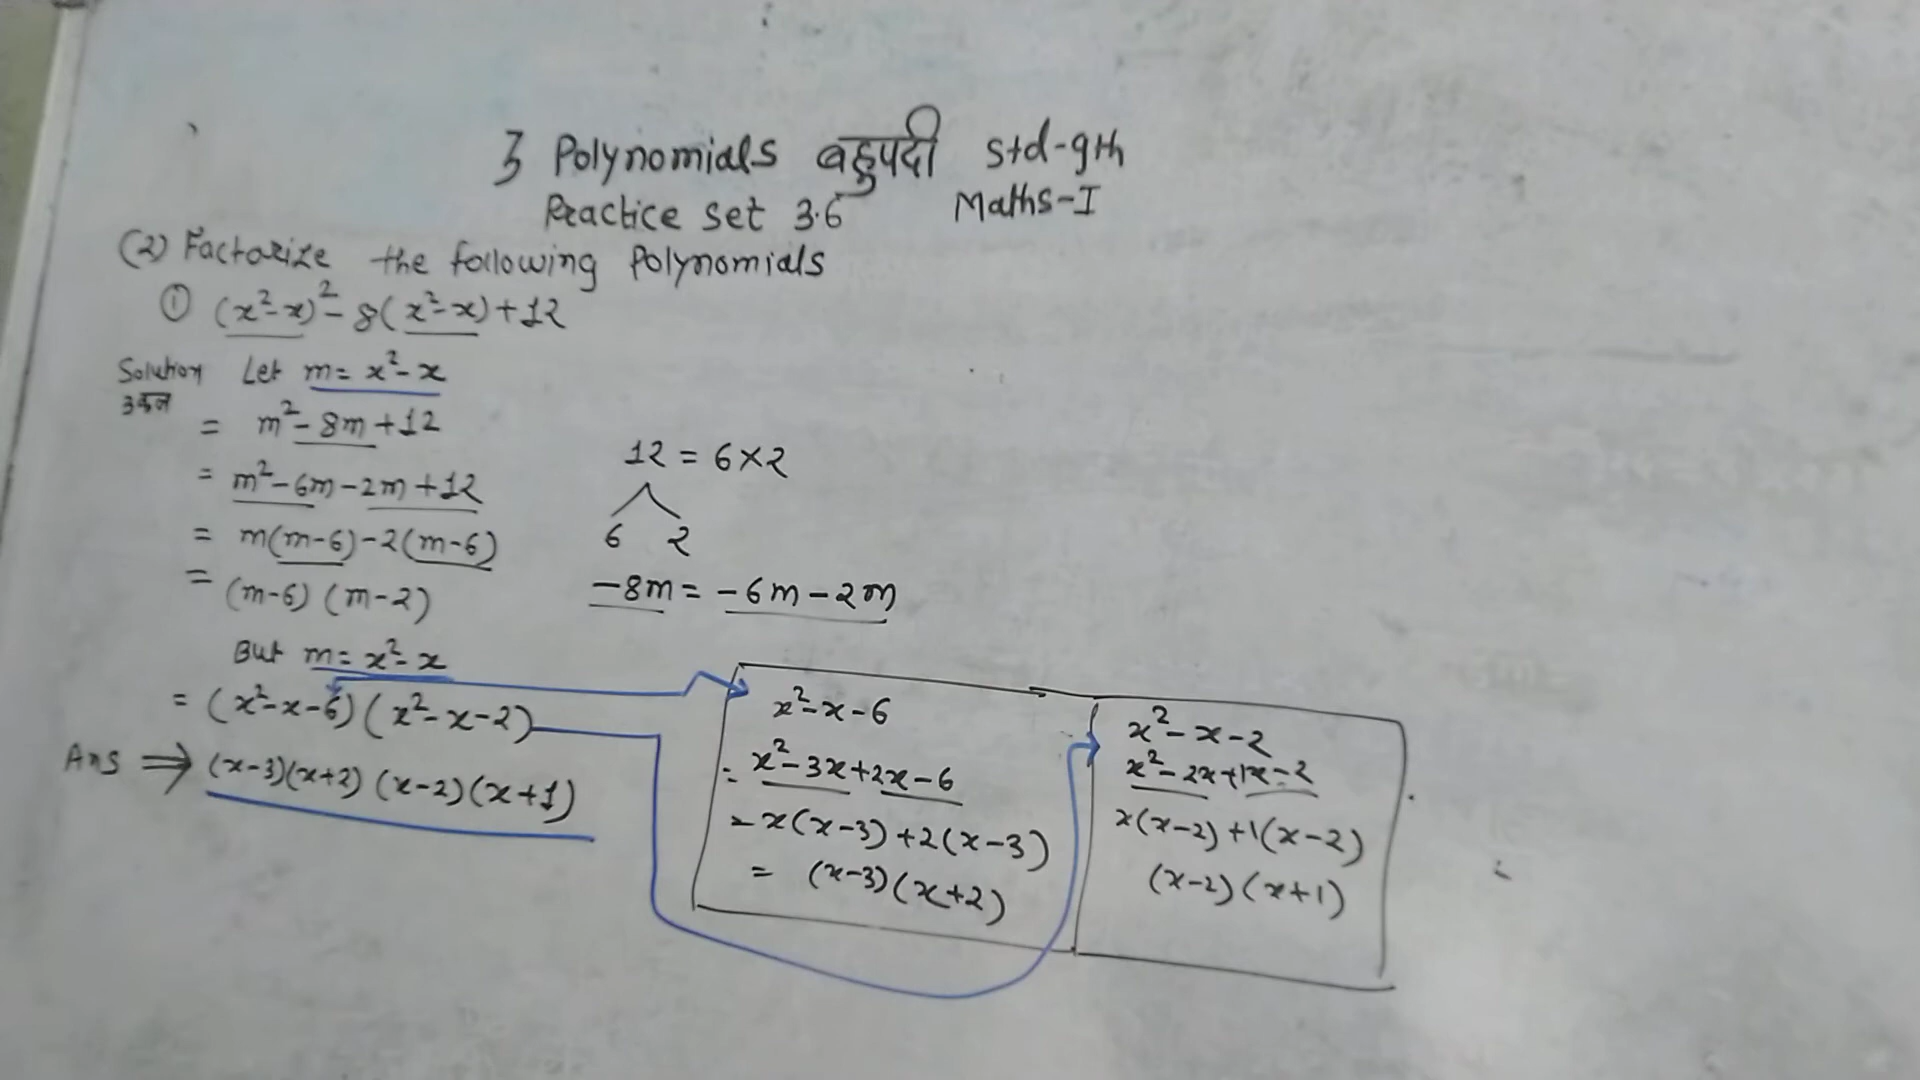 3 Polynomials बहुपदी std-9th
Practice set 3.6 Maths-I
(2) Factorize the following Polynomials
① (x²-x)²-8(x²-x)+12
Solution Let m= x²-x
उकल
= m²-8m+12
= m²-6m-2m+12
= m(m-6)-2(m-6)
= (m-6) (m-2)
But m= x²-x
= (x²-x-6) (x²-x-2)
Ans ⇒ (x-3)(x+2) (x-2)(x+1)
12 = 6×2
6 2
-8m = -6m-2m
x²-x-6
= x²-3x+2x-6
= x(x-3)+2(x-3)
= (x-3)(x+2)
x²-x-2
x²-2x+1x-2
x(x-2)+1(x-2)
(x-2)(x+1)